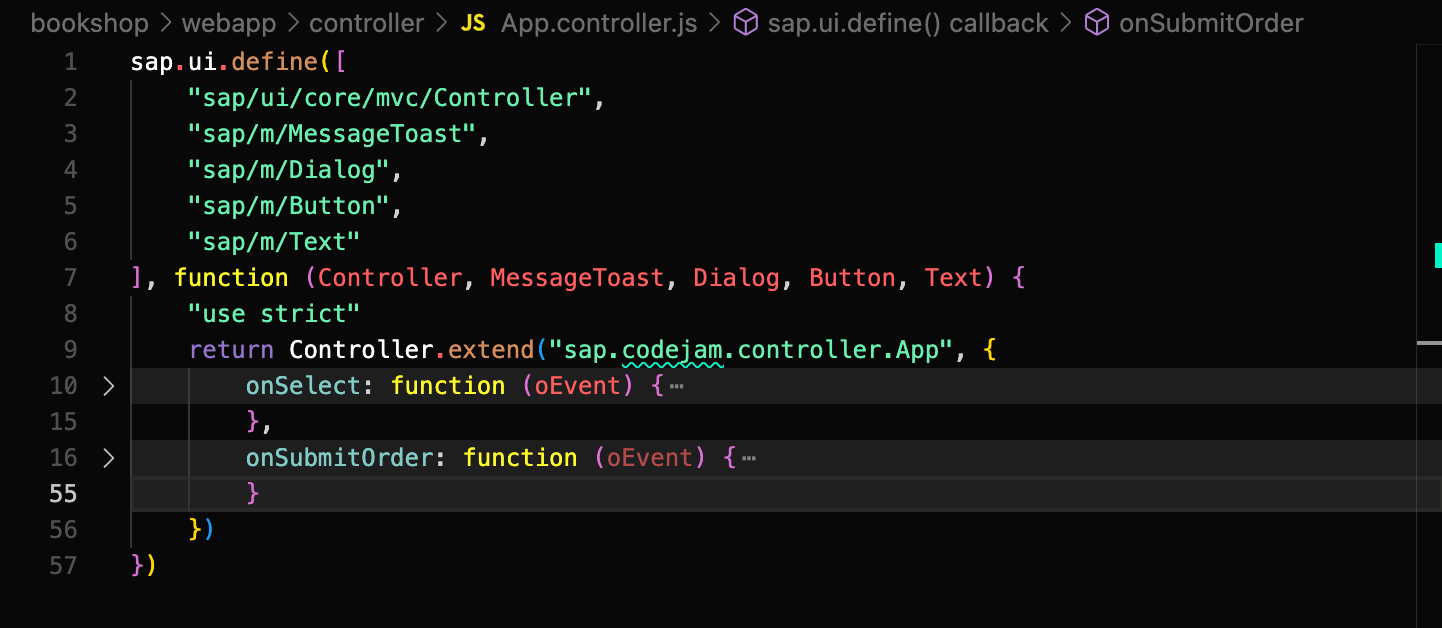 bookshop > webapp > controller > JS App.controller.js > sap.ui.define() callback > onSubmitOrder
1 sap.ui.define([
2 "sap/ui/core/mvc/Controller",
3 "sap/m/MessageToast",
4 "sap/m/Dialog",
5 "sap/m/Button",
6 "sap/m/Text"
7 ], function (Controller, MessageToast, Dialog, Button, Text) {
8 "use strict"
9 return Controller.extend("sap.codejam.controller.App", {
10 > onSelect: function (oEvent) {⋯
15 },
16 > onSubmitOrder: function (oEvent) {⋯
55 }
56 })
57 })